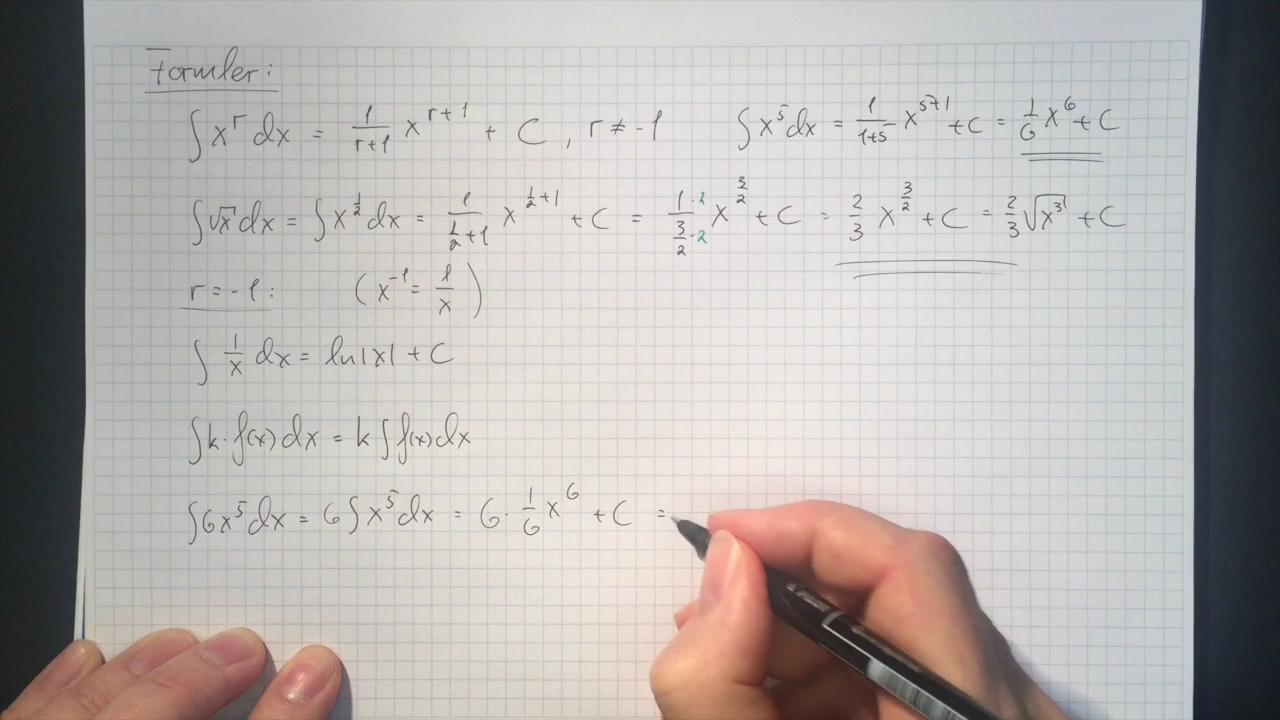 Formler:
∫ x^r dx = 1/(r+1) x^(r+1) + C , r ≠ -1 ∫ x^5 dx = 1/(1+5) x^(5+1) + C = 1/6 x^6 + C
∫ √x dx = ∫ x^(1/2) dx = 1/(1/2+1) x^(1/2+1) + C = (1·2)/(3/2·2) x^(3/2) + C = 2/3 x^(3/2) + C = 2/3 √(x^3) + C
r = -1: (x^(-1) = 1/x)
∫ 1/x dx = ln|x| + C
∫ k·f(x) dx = k ∫ f(x) dx
∫ 6x^5 dx = 6 ∫ x^5 dx = 6 · 1/6 x^6 + C =